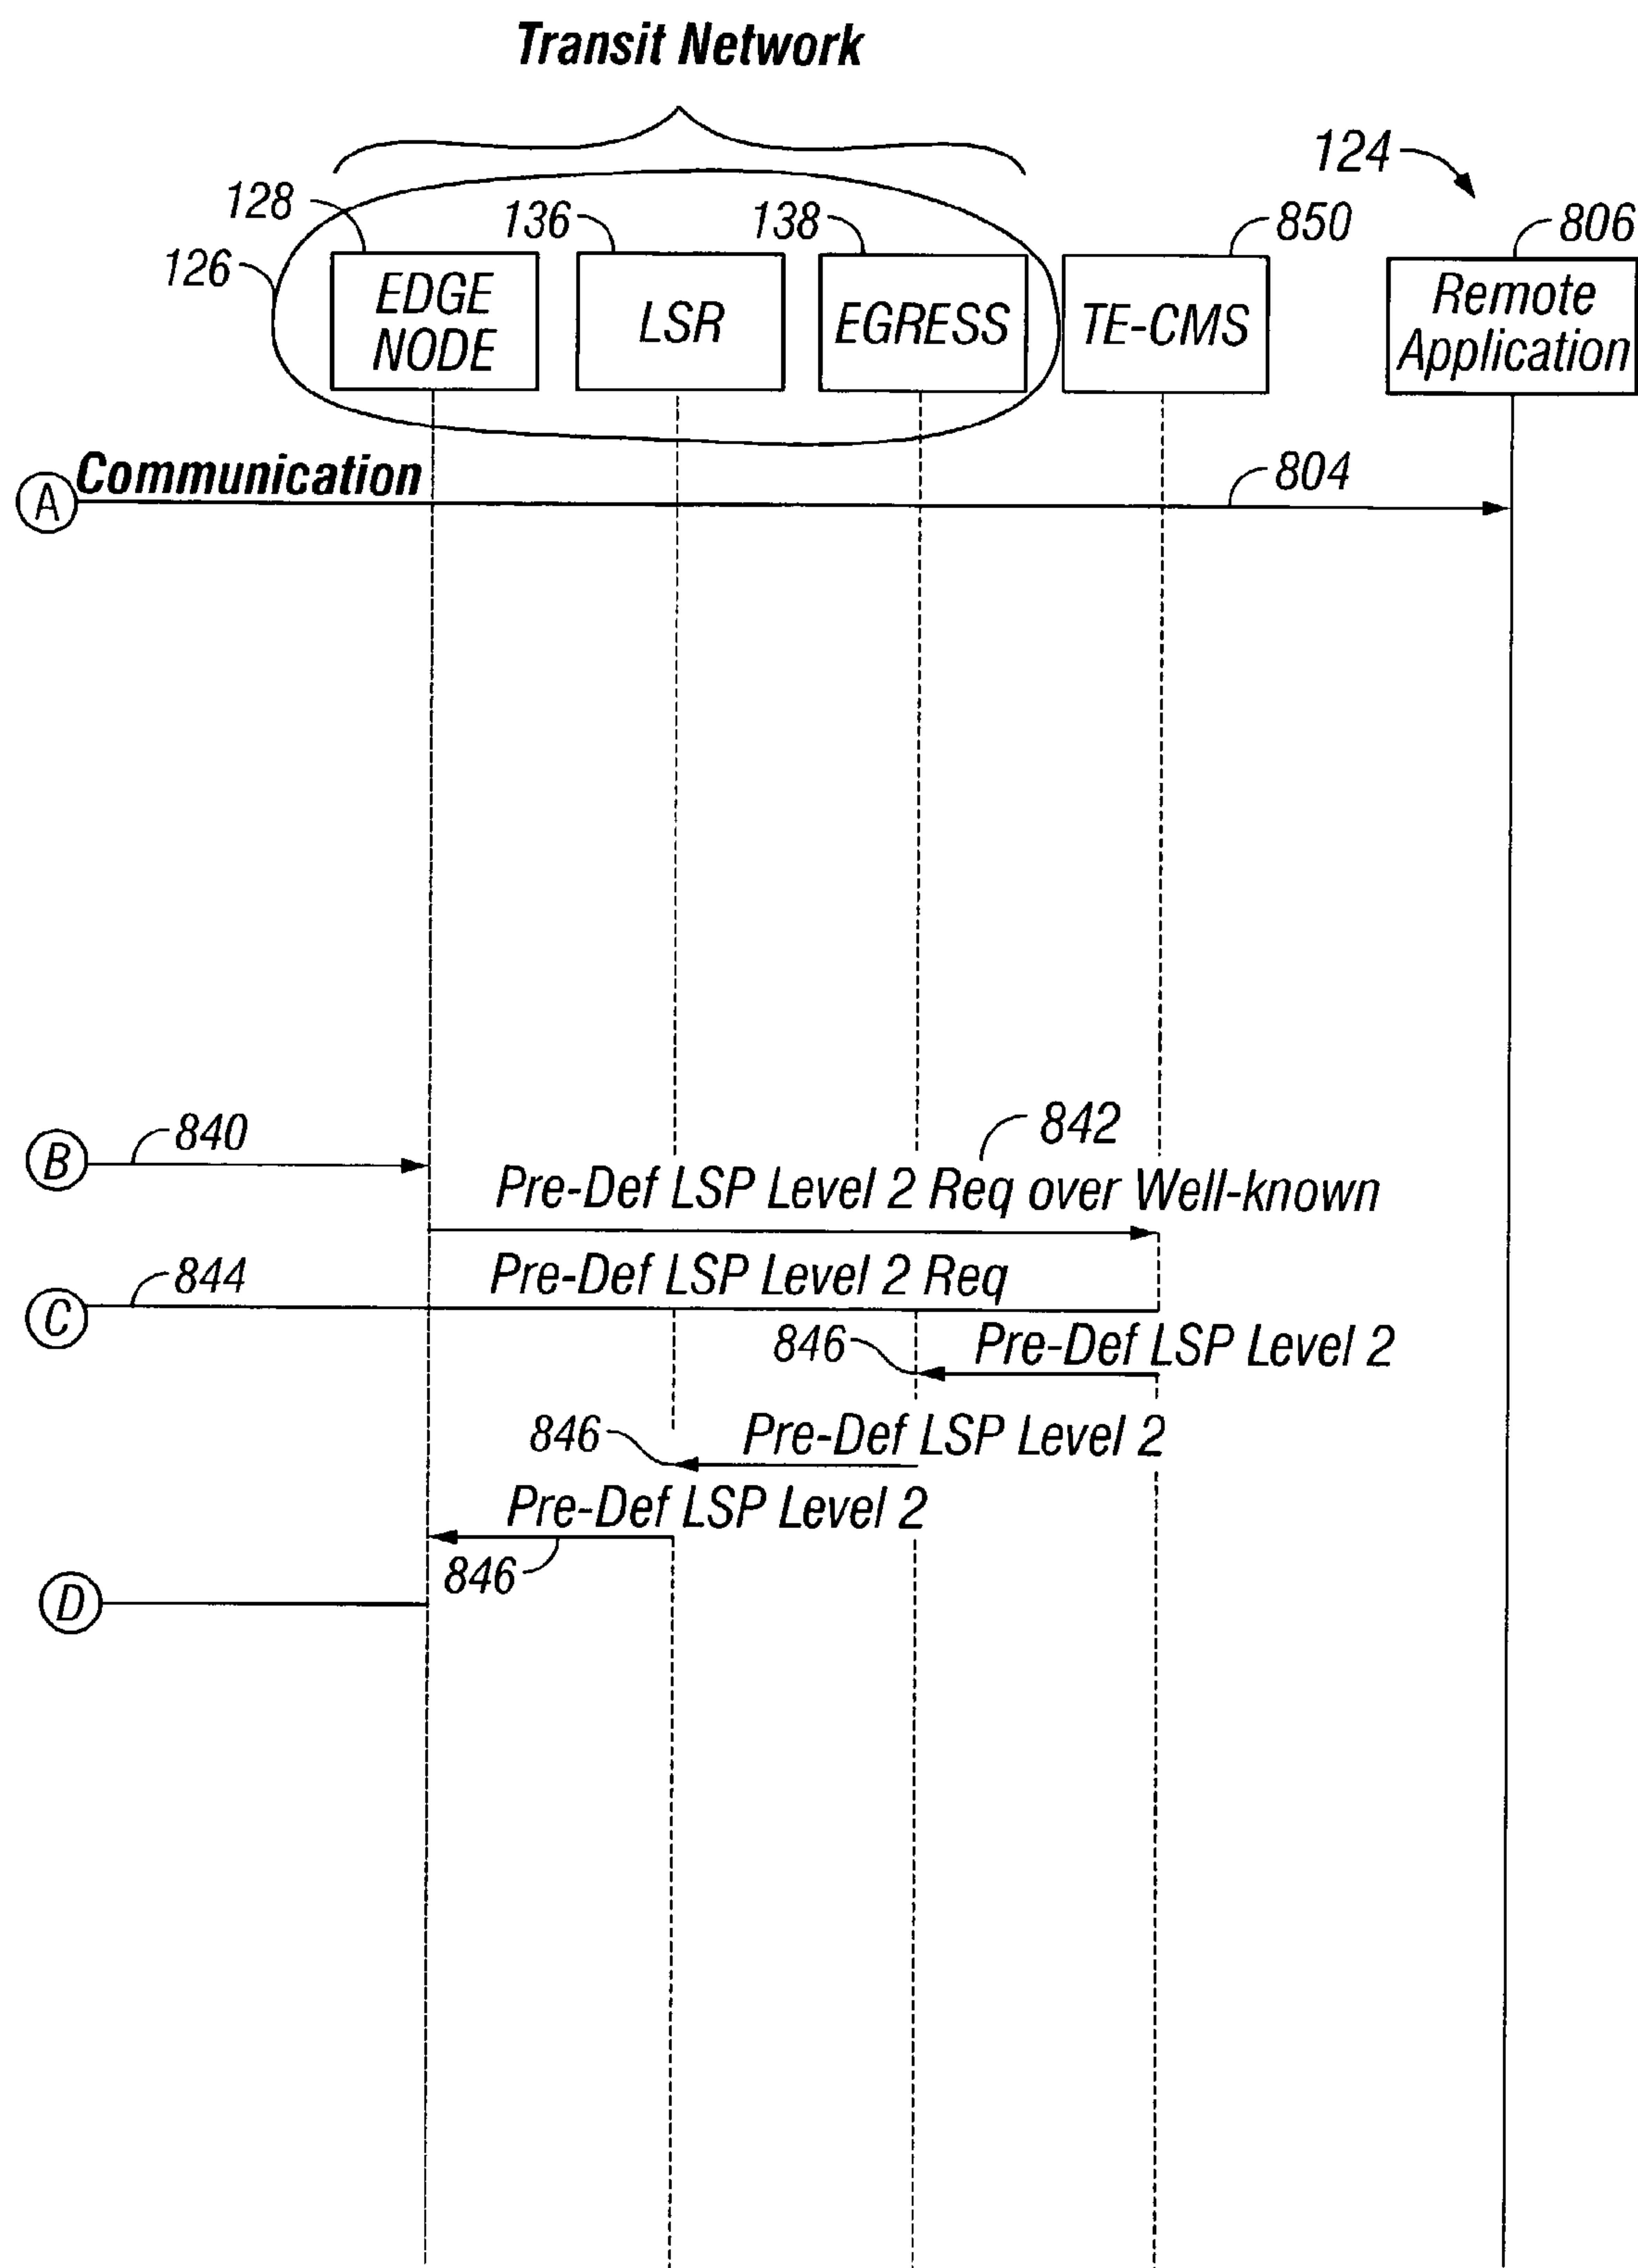 Transit Network
124
128
136
138
850
806
126
EDGE
NODE
LSR
EGRESS
TE-CMS
Remote
Application
Communication
804
A
840
842
B
Pre-Def LSP Level 2 Req over Well-known
844
Pre-Def LSP Level 2 Req
C
846
Pre-Def LSP Level 2
846
Pre-Def LSP Level 2
Pre-Def LSP Level 2
846
D